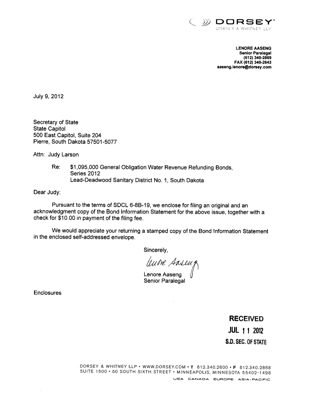 DORSEY
DORSEY & WHITNEY LLP
LENORE AASENG
Senior Paralegal
(612) 340-2869
FAX (612) 340-2643
aaseng.lenore@dorsey.com
July 9, 2012
Secretary of State
State Capitol
500 East Capitol, Suite 204
Pierre, South Dakota 57501-5077
Attn: Judy Larson
Re: $1,095,000 General Obligation Water Revenue Refunding Bonds,
Series 2012
Lead-Deadwood Sanitary District No. 1, South Dakota
Dear Judy:
Pursuant to the terms of SDCL 6-8B-19, we enclose for filing an original and an
acknowledgment copy of the Bond Information Statement for the above issue, together with a
check for $10.00 in payment of the filing fee.
We would appreciate your returning a stamped copy of the Bond Information Statement
in the enclosed self-addressed envelope.
Sincerely,
Lenore Aaseng
Lenore Aaseng
Senior Paralegal
Enclosures
RECEIVED
JUL 11 2012
S.D. SEC. OF STATE
DORSEY & WHITNEY LLP • WWW.DORSEY.COM • T 612.340.2600 • F 612.340.2868
SUITE 1500 • 50 SOUTH SIXTH STREET • MINNEAPOLIS, MINNESOTA 55402-1498
USA CANADA EUROPE ASIA-PACIFIC